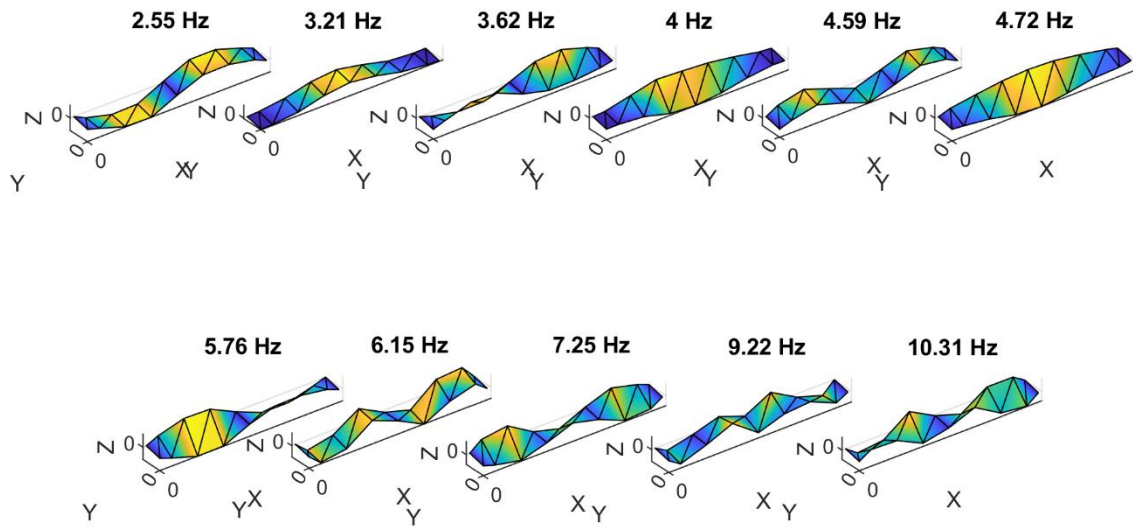 2.55 Hz
3.21 Hz
3.62 Hz
4 Hz
4.59 Hz
4.72 Hz
Z 0
Z 0
Z 0
Z 0
Z 0
Z 0
0 0
0 0
0 0
0 0
0 0
0 0
Y X
Y X
Y X
Y X
Y X
Y X
5.76 Hz
6.15 Hz
7.25 Hz
9.22 Hz
10.31 Hz
Z 0
Z 0
Z 0
Z 0
Z 0
0 0
0 0
0 0
0 0
0 0
Y X
Y X
Y X
Y X
Y X